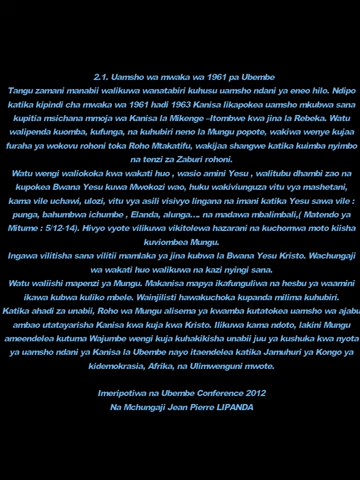 2.1. Uamsho wa mwaka wa 1961 pa Ubembe
Tangu zamani manabii walikuwa wanatabiri kuhusu uamsho ndani ya eneo hilo. Ndipo
katika kipindi cha mwaka wa 1961 hadi 1963 Kanisa likapokea uamsho mkubwa sana
kupitia msichana mmoja wa Kanisa la Mikenge –Itombwe kwa jina la Rebeka. Watu
walipenda kuomba, kufunga, na kuhubiri neno la Mungu popote, wakiwa wenye kujaa
furaha ya wokovu rohoni toka Roho Mtakatifu, wakijaa shangwe katika kuimba nyimbo
na tenzi za Zaburi rohoni.
Watu wengi waliokoka kwa wakati huo , wasio amini Yesu , walitubu dhambi zao na
kupokea Bwana Yesu kuwa Mwokozi wao, huku wakiviunguza vitu vya mashetani,
kama vile uchawi, ulozi, vitu vya asili visivyo lingana na imani katika Yesu sawa vile :
punga, bahumbwa ichumbe , Elanda, alunga…. na madawa mbalimbali,( Matendo ya
Mitume : 5/12-14). Hivyo vyote vilikuwa vikitolewa hazarani na kuchomwa moto kiisha
kuviombea Mungu.
Ingawa vilitisha sana vilitii mamlaka ya jina kubwa la Bwana Yesu Kristo. Wachungaji
wa wakati huo walikuwa na kazi nyingi sana.
Watu waliishi mapenzi ya Mungu. Makanisa mapya ikafunguliwa na hesbu ya waamini
ikawa kubwa kuliko mbele. Wainjilisti hawakuchoka kupanda milima kuhubiri.
Katika ahadi za unabii, Roho wa Mungu alisema ya kwamba kutatokea uamsho wa ajabu
ambao utatayarisha Kanisa kwa kuja kwa Kristo. Ilikuwa kama ndoto, lakini Mungu
ameendelea kutuma Wajumbe wengi kuja kuhakikisha unabii juu ya kushuka kwa nyota
ya uamsho ndani ya Kanisa la Ubembe nayo itaendelea katika Jamuhuri ya Kongo ya
kidemokrasia, Afrika, na Ulimwenguni mwote.
Imeripotiwa na Ubembe Conference 2012
Na Mchungaji Jean Pierre LIPANDA